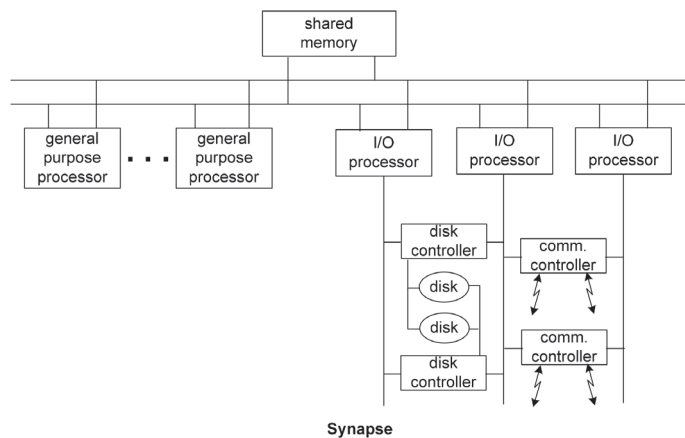 shared
memory
general
purpose
processor
general
purpose
processor
I/O
processor
I/O
processor
I/O
processor
disk
controller
comm.
controller
disk
disk
comm.
controller
disk
controller
Synapse